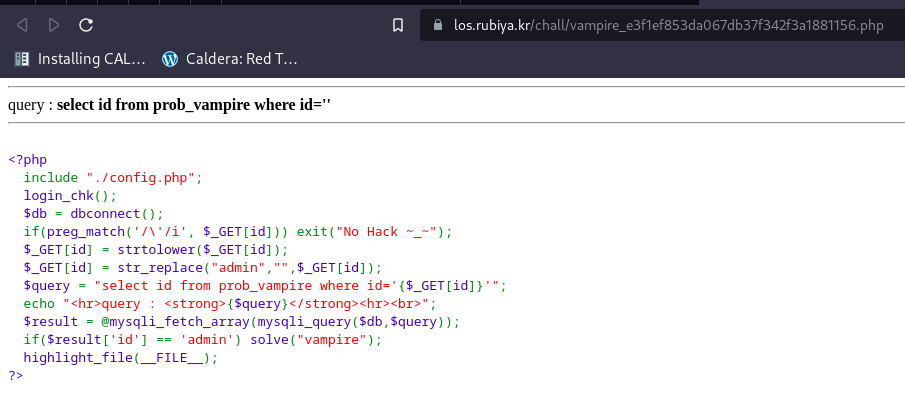 los.rubiya.kr/chall/vampire_e3f1ef853da067db37f342f3a1881156.php
Installing CAL... Caldera: Red T...
query : select id from prob_vampire where id=''
<?php
  include "./config.php";
  login_chk();
  $db = dbconnect();
  if(preg_match('/\'/i', $_GET[id])) exit("No Hack ~_~");
  $_GET[id] = strtolower($_GET[id]);
  $_GET[id] = str_replace("admin","",$_GET[id]);
  $query = "select id from prob_vampire where id='{$_GET[id]}'";
  echo "<hr>query : <strong>{$query}</strong><hr><br>";
  $result = @mysqli_fetch_array(mysqli_query($db,$query));
  if($result['id'] == 'admin') solve("vampire");
  highlight_file(__FILE__);
?>